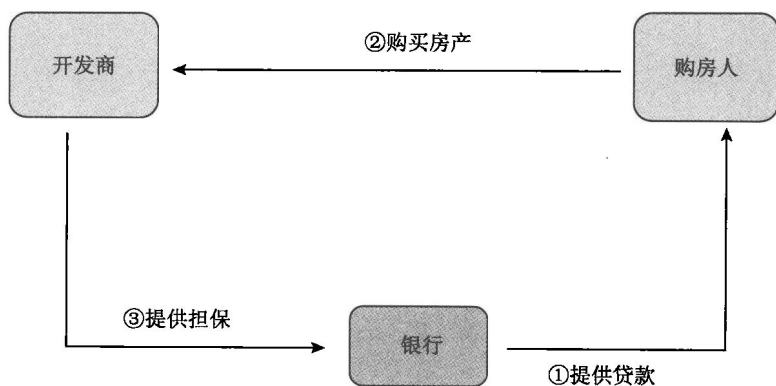 ②购买房产
开发商
购房人
③提供担保
银行
①提供贷款